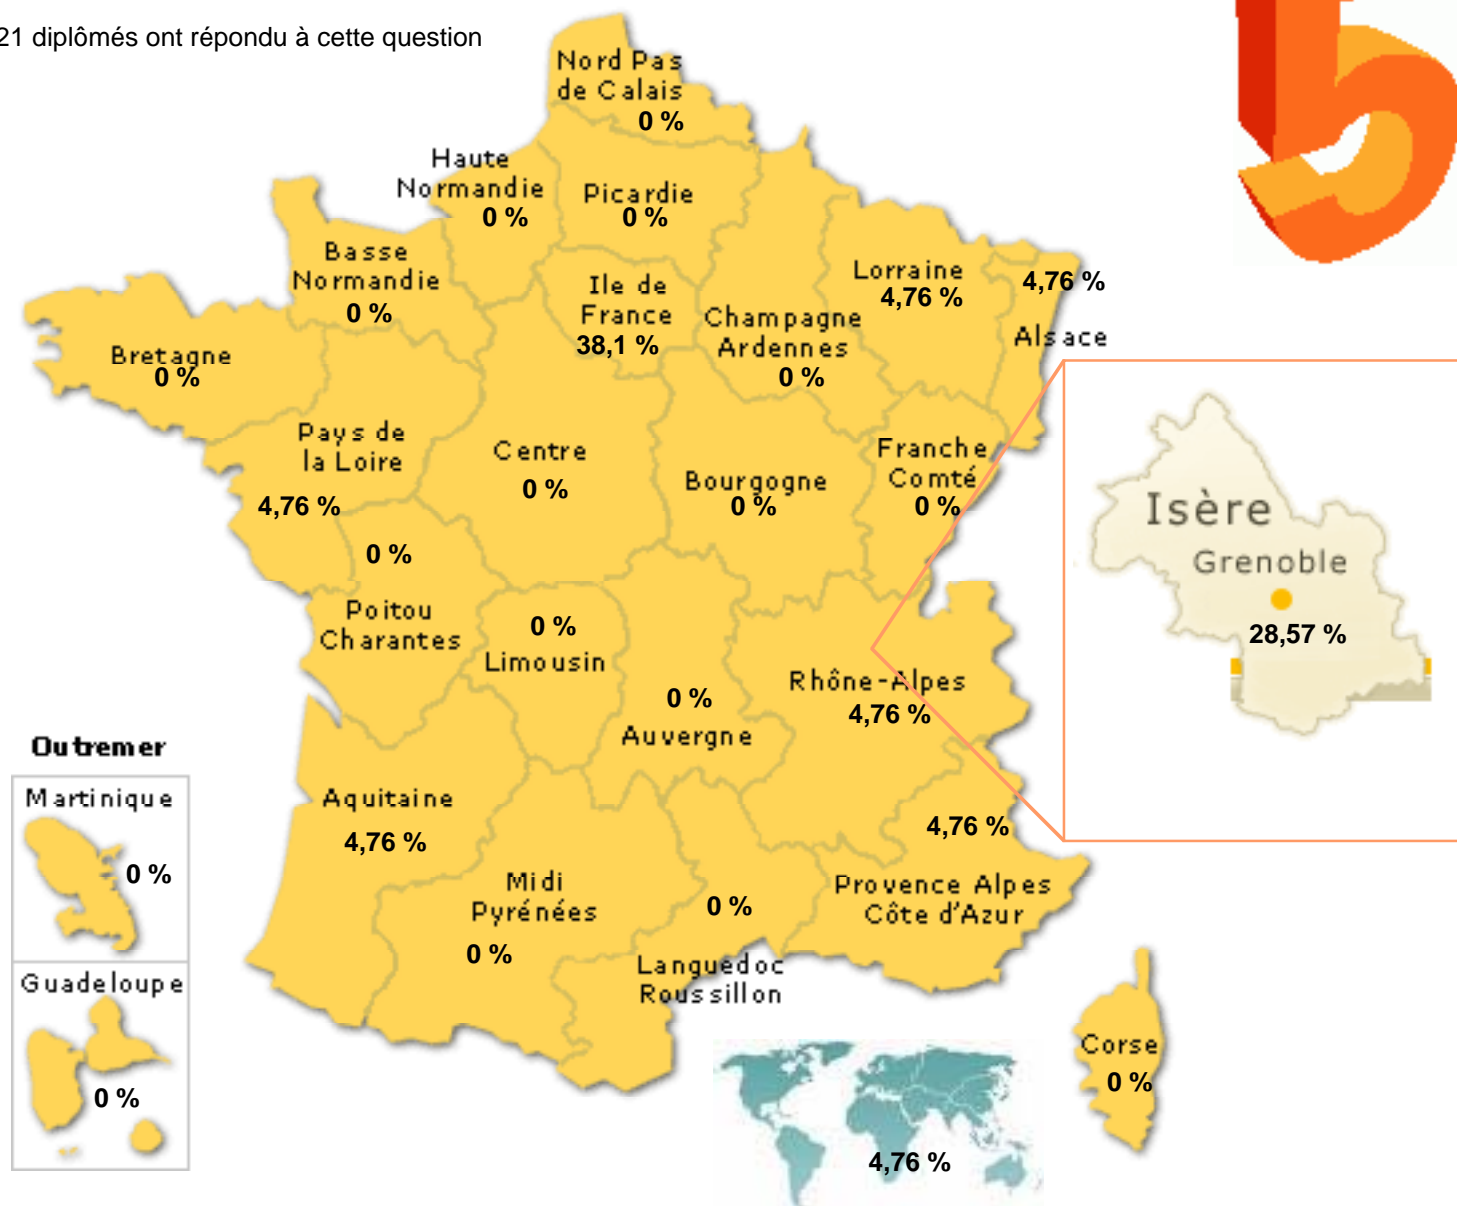 21 diplômés ont répondu à cette question
Nord Pas
de Calais
0 %
Haute
Normandie
0 %
Picardie
0 %
Basse
Normandie
0 %
Ile de
France
38,1 %
Champagne
Ardennes
0 %
Lorraine
4,76 %
4,76 %
Alsace
Bretagne
0 %
Pays de
la Loire
4,76 %
Centre
0 %
Bourgogne
0 %
Franche
Comté
0 %
Isère
Grenoble
28,57 %
0 %
Poitou
Charantes
0 %
Limousin
0 %
Auvergne
Rhône-Alpes
4,76 %
Outremer
Martinique
0 %
Guadeloupe
0 %
Aquitaine
4,76 %
Midi
Pyrénées
0 %
0 %
Languedoc
Roussillon
4,76 %
Provence Alpes
Côte d'Azur
Corse
0 %
4,76 %